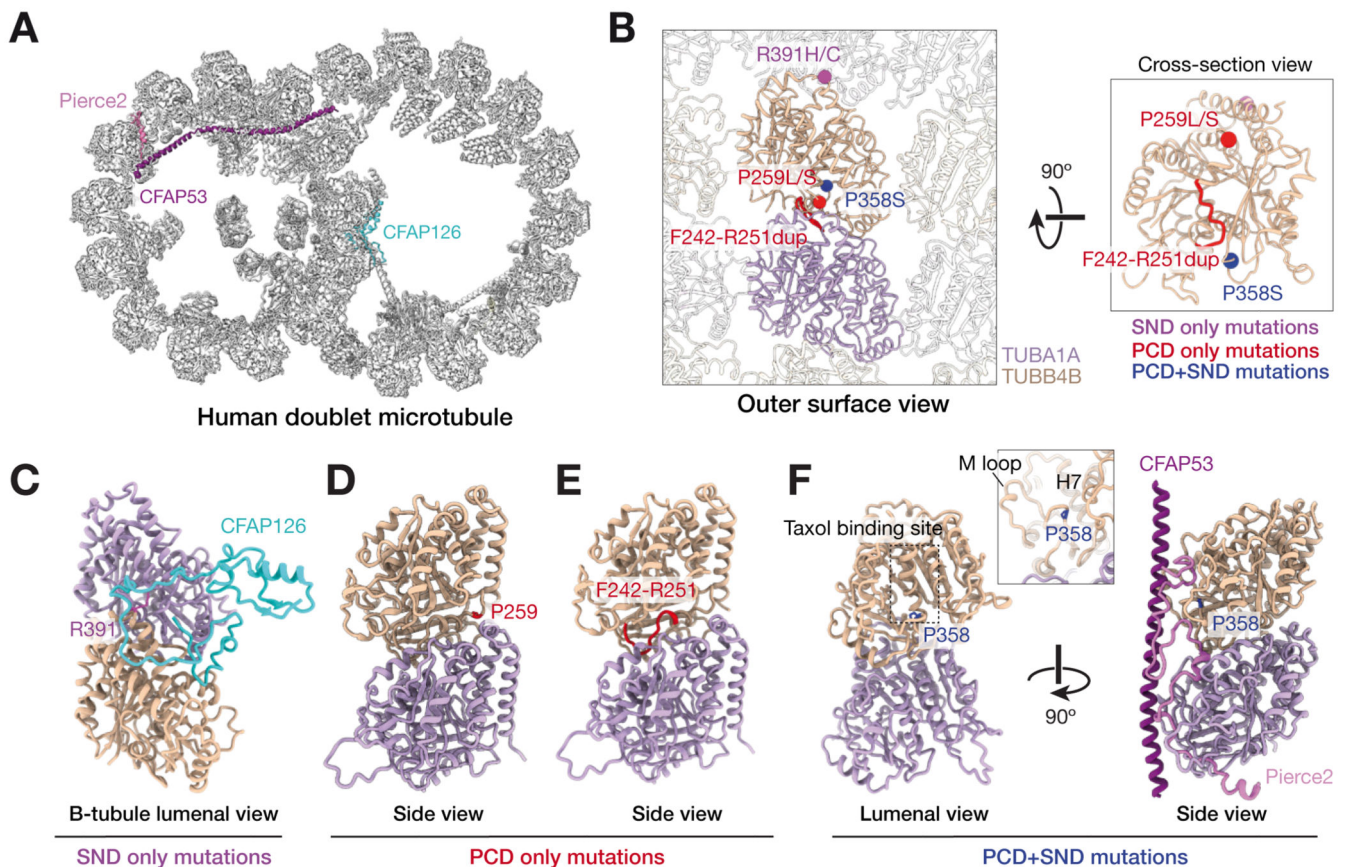 A
Pierce2
CFAP53
CFAP126
Human doublet microtubule
B
R391H/C
P259L/S
P358S
F242-R251dup
TUBA1A
TUBB4B
Outer surface view
90º
Cross-section view
P259L/S
F242-R251dup
P358S
SND only mutations
PCD only mutations
PCD+SND mutations
C
CFAP126
R391
B-tubule lumenal view
SND only mutations
D
P259
Side view
E
F242-R251
Side view
PCD only mutations
F
Taxol binding site
M loop
H7
P358
P358
Lumenal view
90º
CFAP53
P358
Pierce2
Side view
PCD+SND mutations